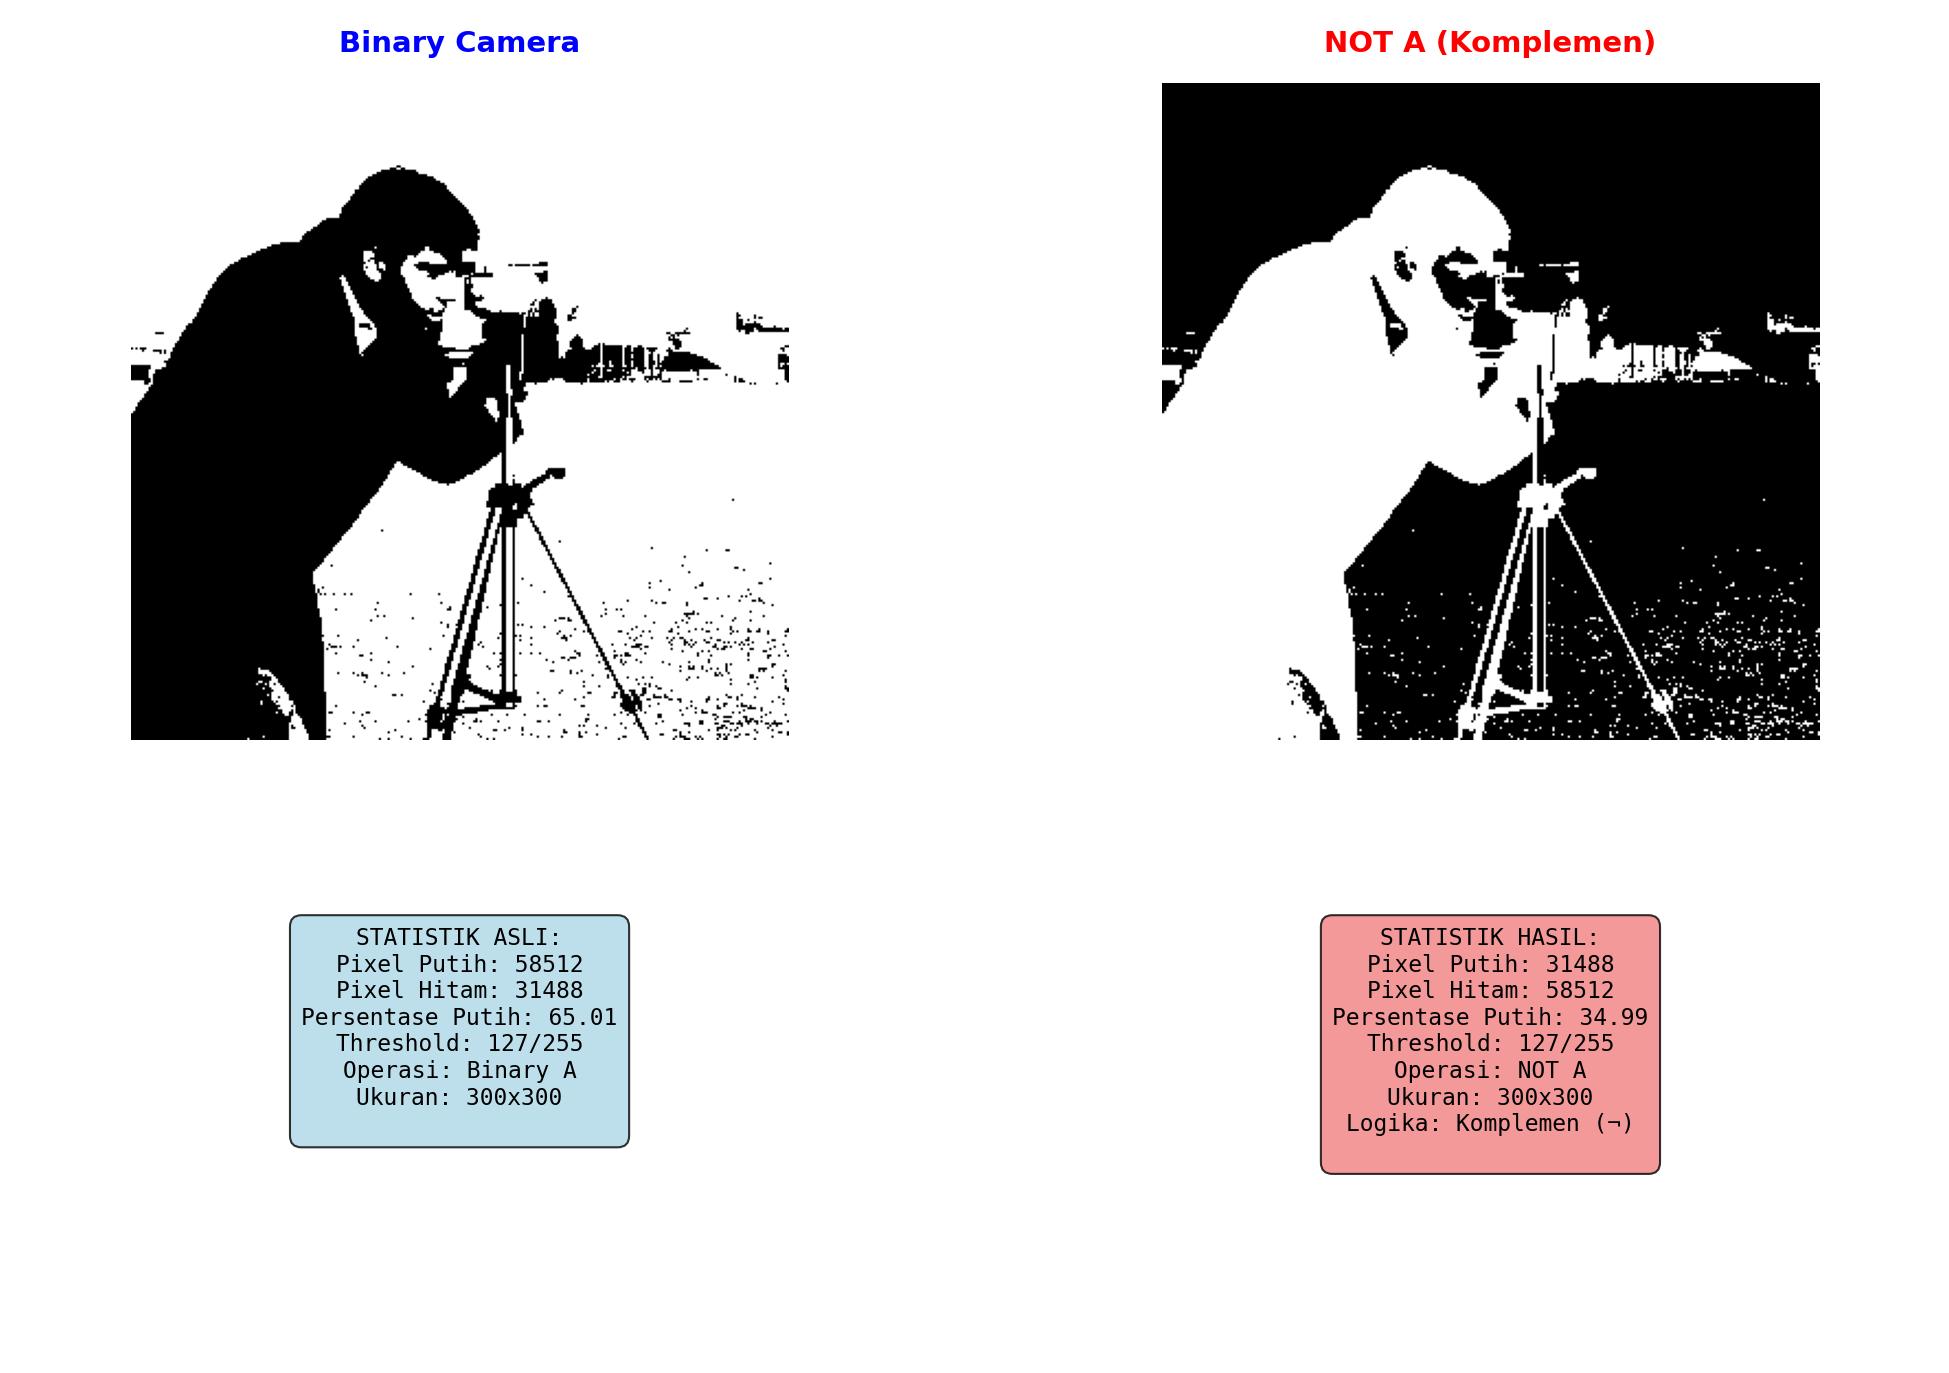 Binary Camera
NOT A (Komplemen)
STATISTIK ASLI:
Pixel Putih: 58512
Pixel Hitam: 31488
Persentase Putih: 65.01
Threshold: 127/255
Operasi: Binary A
Ukuran: 300x300
STATISTIK HASIL:
Pixel Putih: 31488
Pixel Hitam: 58512
Persentase Putih: 34.99
Threshold: 127/255
Operasi: NOT A
Ukuran: 300x300
Logika: Komplemen (¬)